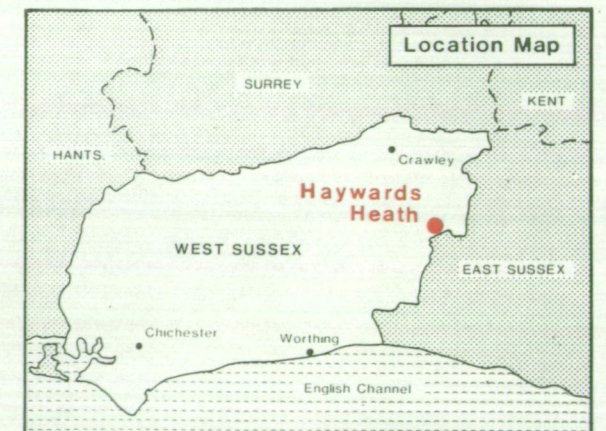 Location Map
SURREY
KENT
HANTS.
Crawley
Haywards
Heath
WEST SUSSEX
EAST SUSSEX
Chichester
Worthing
English Channel